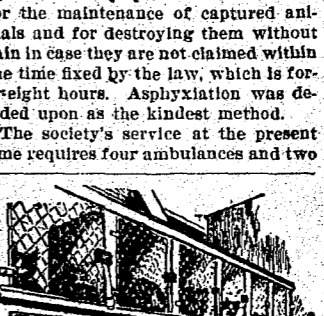 or the maintenance of captured ani-
als and for destroying them without
ain in case they are not claimed within
e time fixed by the law, which is for-
-eight hours. Asphyxiation was de-
ded upon as the kindest method.
The society's service at the present
me requires four ambulances and two